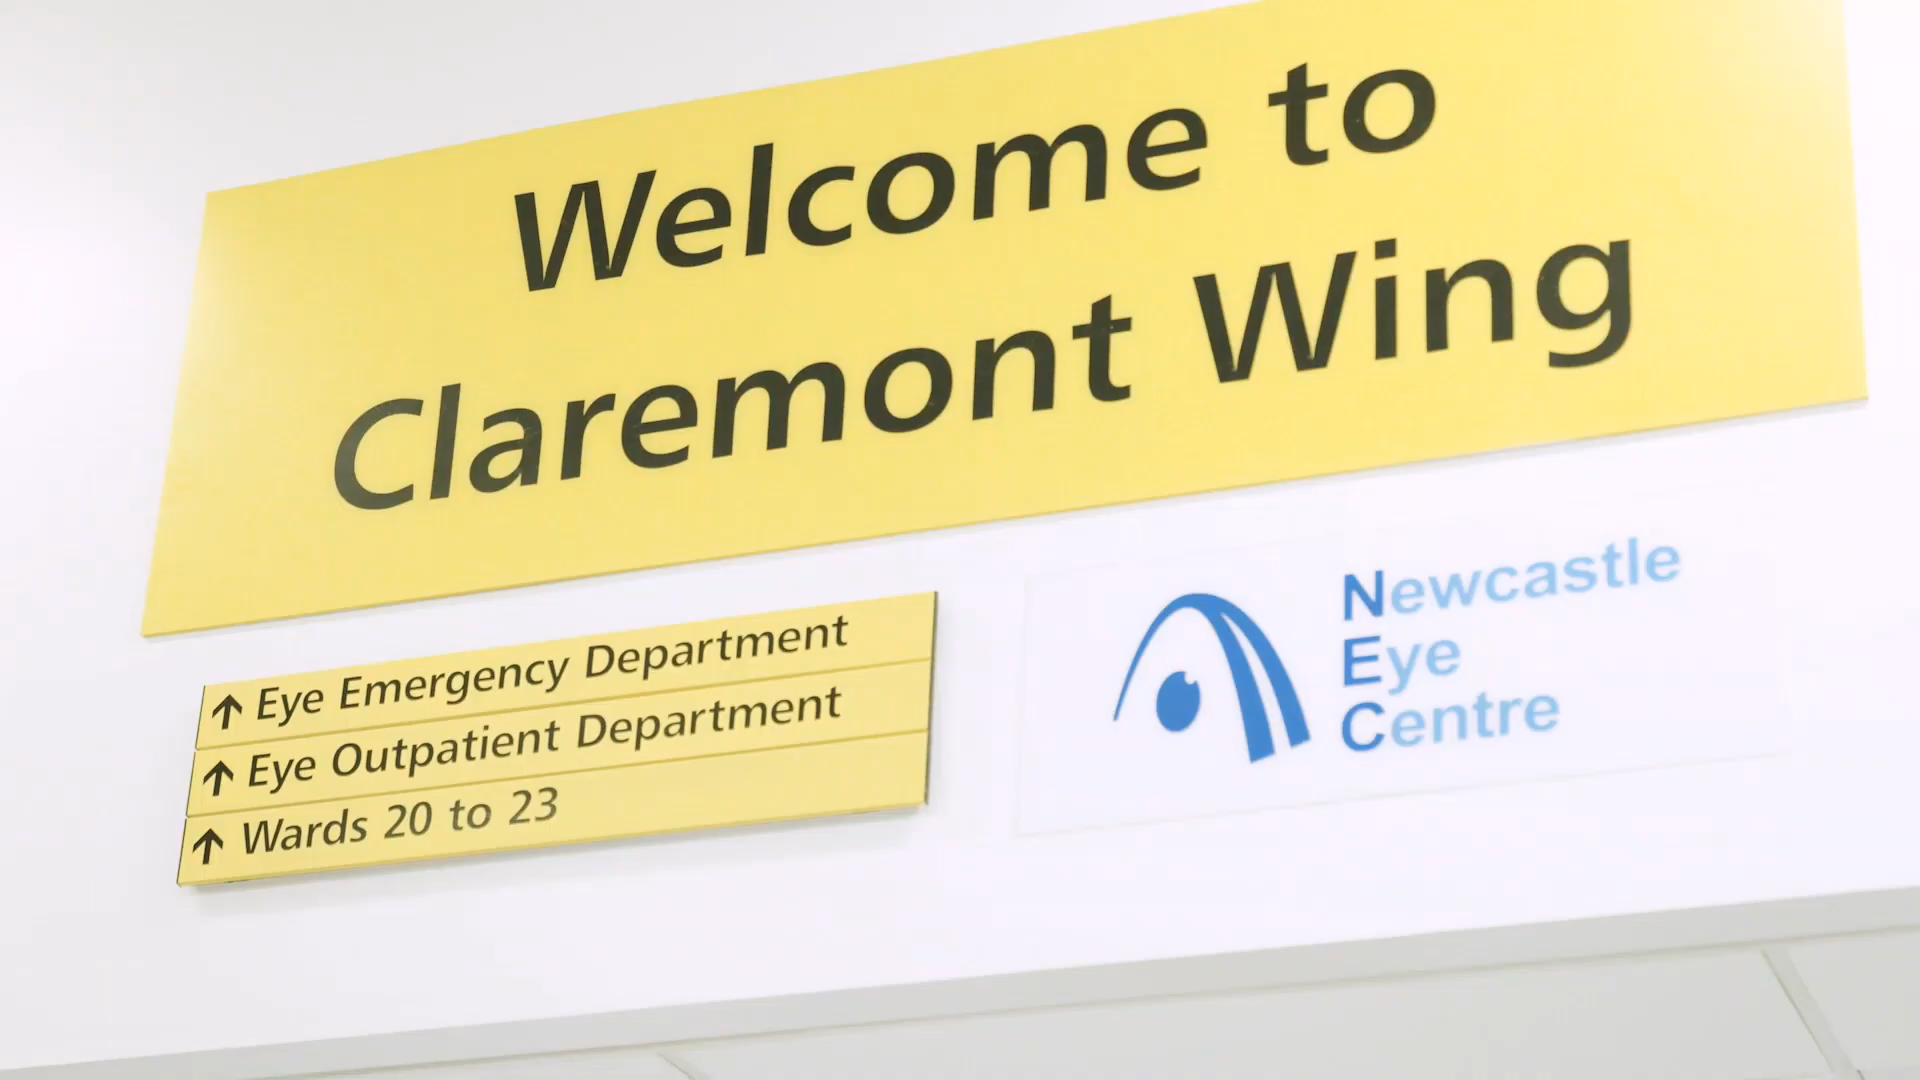 Welcome to
Claremont Wing
↑ Eye Emergency Department
↑ Eye Outpatient Department
↑ Wards 20 to 23
Newcastle
Eye
Centre